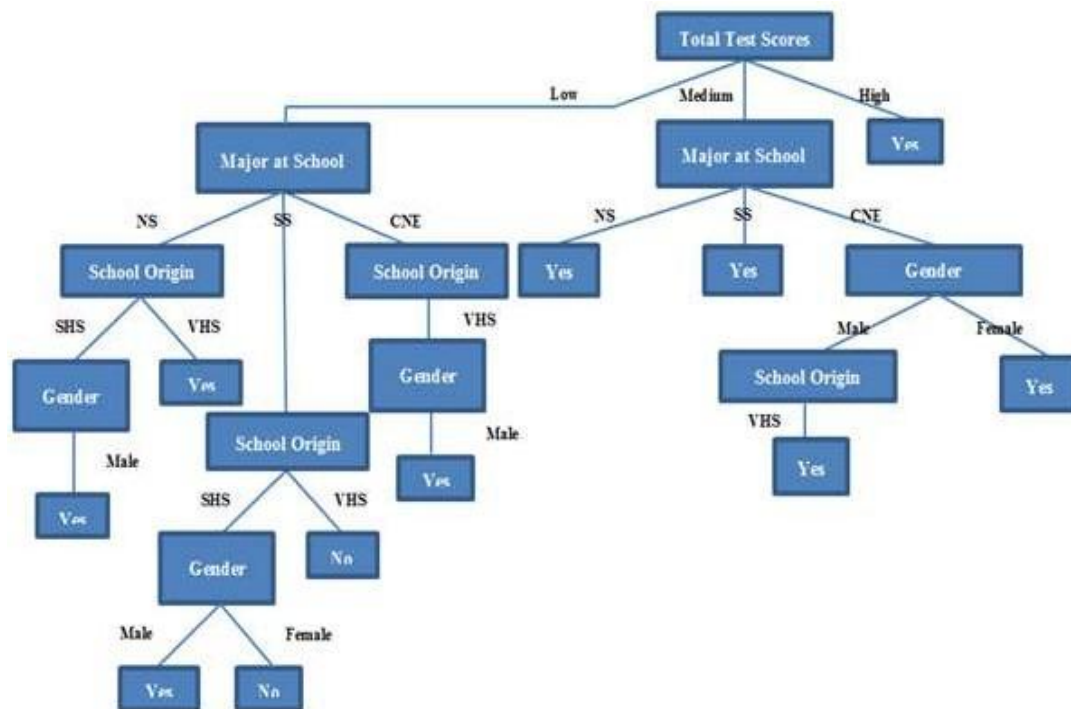 Total Test Scores
Low
Medium
High
Major at School
Major at School
Yes
NS
SS
CNE
NS
SS
CNE
School Origin
School Origin
Yes
Yes
Gender
SHS
VHS
VHS
Male
Female
Gender
Yes
Gender
School Origin
Yes
Male
School Origin
Male
VHS
Yes
Yes
Yes
SHS
VHS
Gender
No
Male
Female
Yes
No